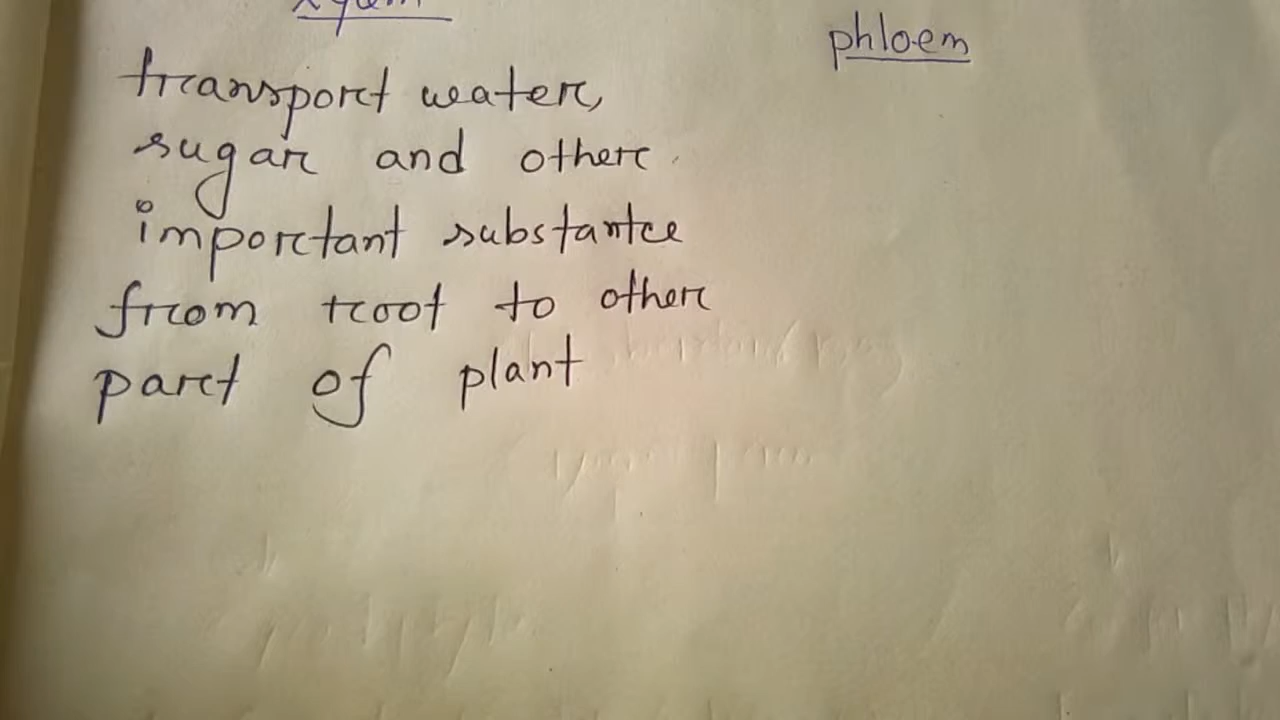 phloem
transport water,
sugar and other
important substance
from root to other
part of plant